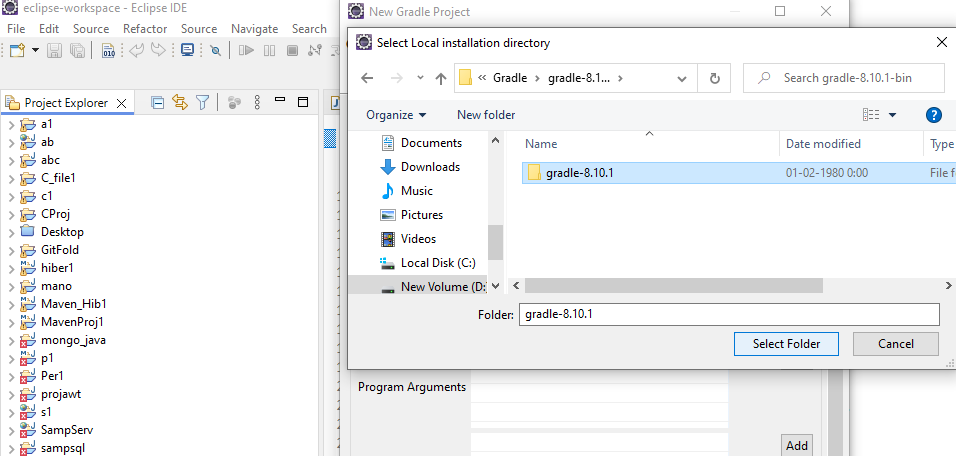 eclipse-workspace - Eclipse IDE
File Edit Source Refactor Source Navigate Search
Project Explorer
a1
ab
abc
C_file1
c1
CProj
Desktop
GitFold
hiber1
mano
Maven_Hib1
MavenProj1
mongo_java
p1
Per1
projawt
s1
SampServ
sampsql
New Gradle Project
Select Local installation directory
« Gradle › gradle-8.1... ›
Search gradle-8.10.1-bin
Organize New folder
Documents
Downloads
Music
Pictures
Videos
Local Disk (C:)
New Volume (D:
Name Date modified Type
gradle-8.10.1 01-02-1980 0:00 File f
Folder: gradle-8.10.1
Select Folder Cancel
Program Arguments
Add